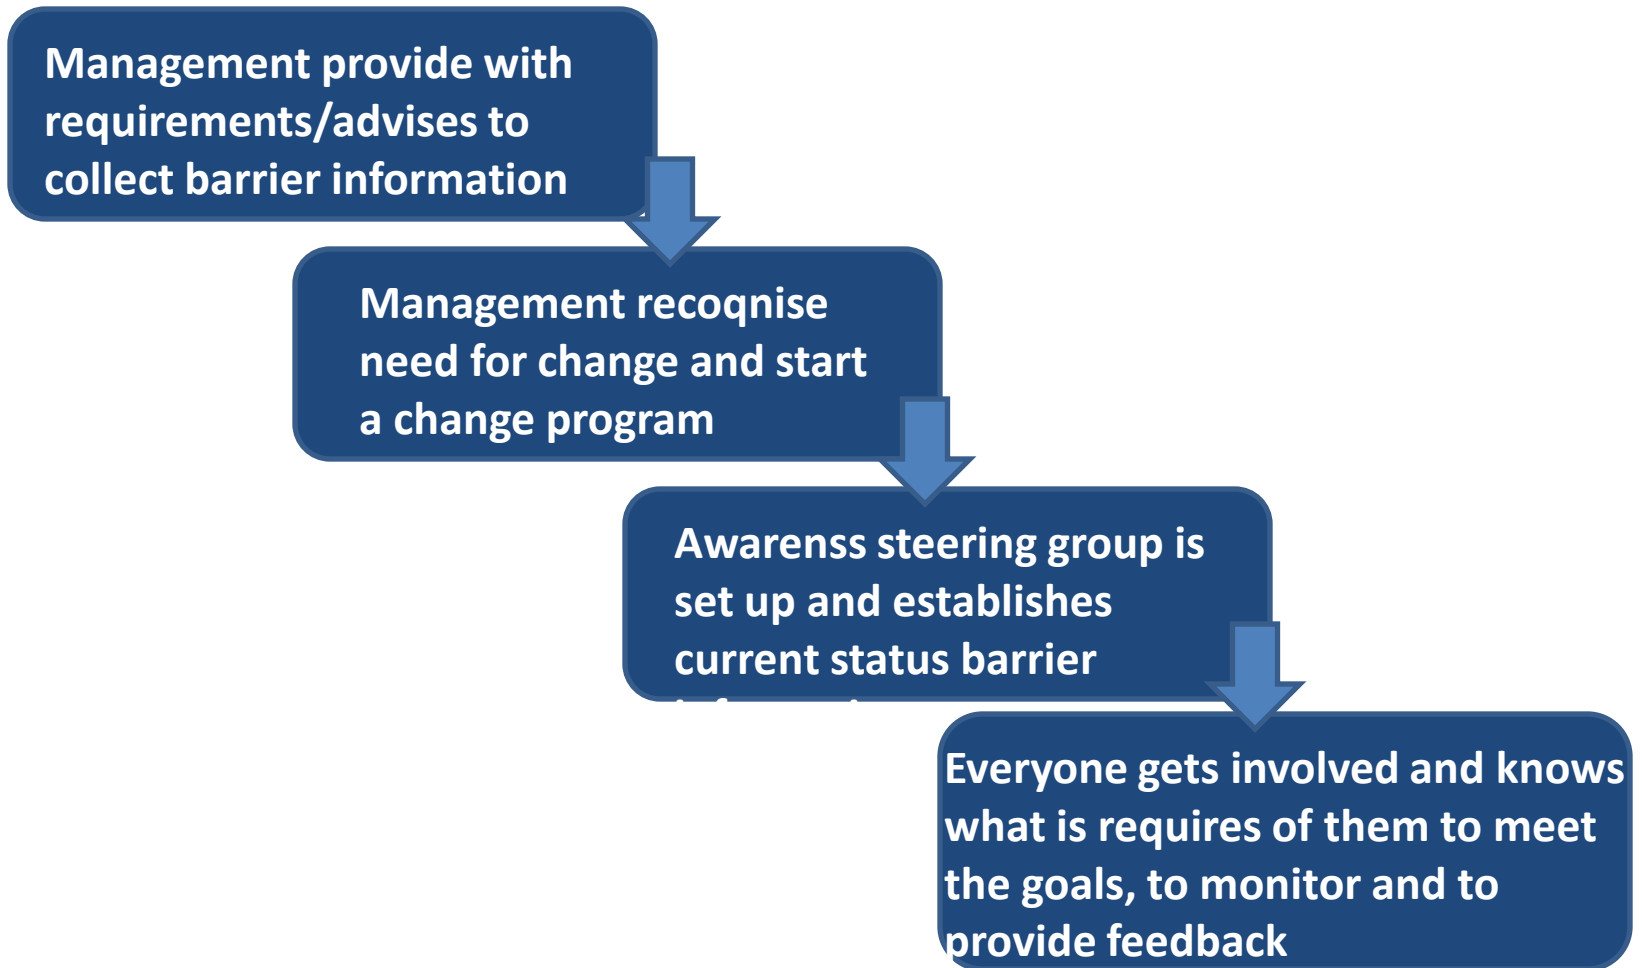 Management provide with
requirements/advises to
collect barrier information
Management recoqnise
need for change and start
a change program
Awarenss steering group is
set up and establishes
current status barrier
Everyone gets involved and knows
what is requires of them to meet
the goals, to monitor and to
provide feedback